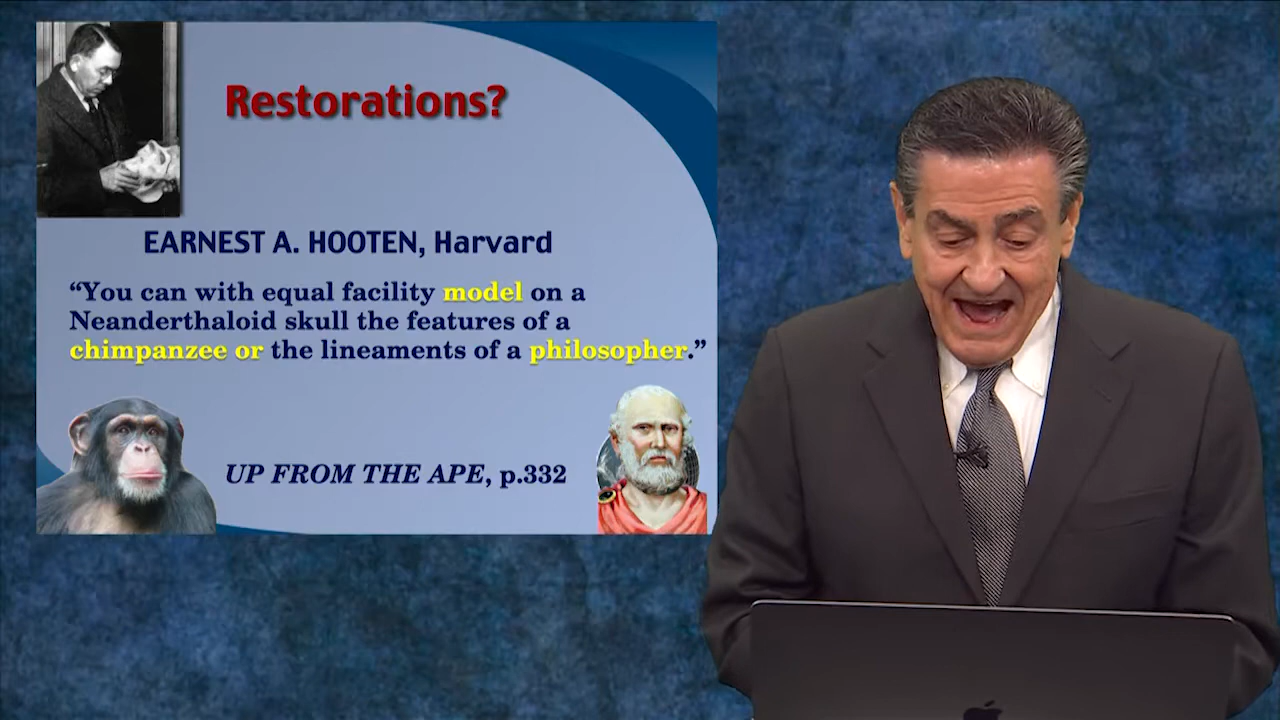 Restorations?
EARNEST A. HOOTEN, Harvard
“You can with equal facility model on a
Neanderthaloid skull the features of a
chimpanzee or the lineaments of a philosopher.”
UP FROM THE APE, p.332